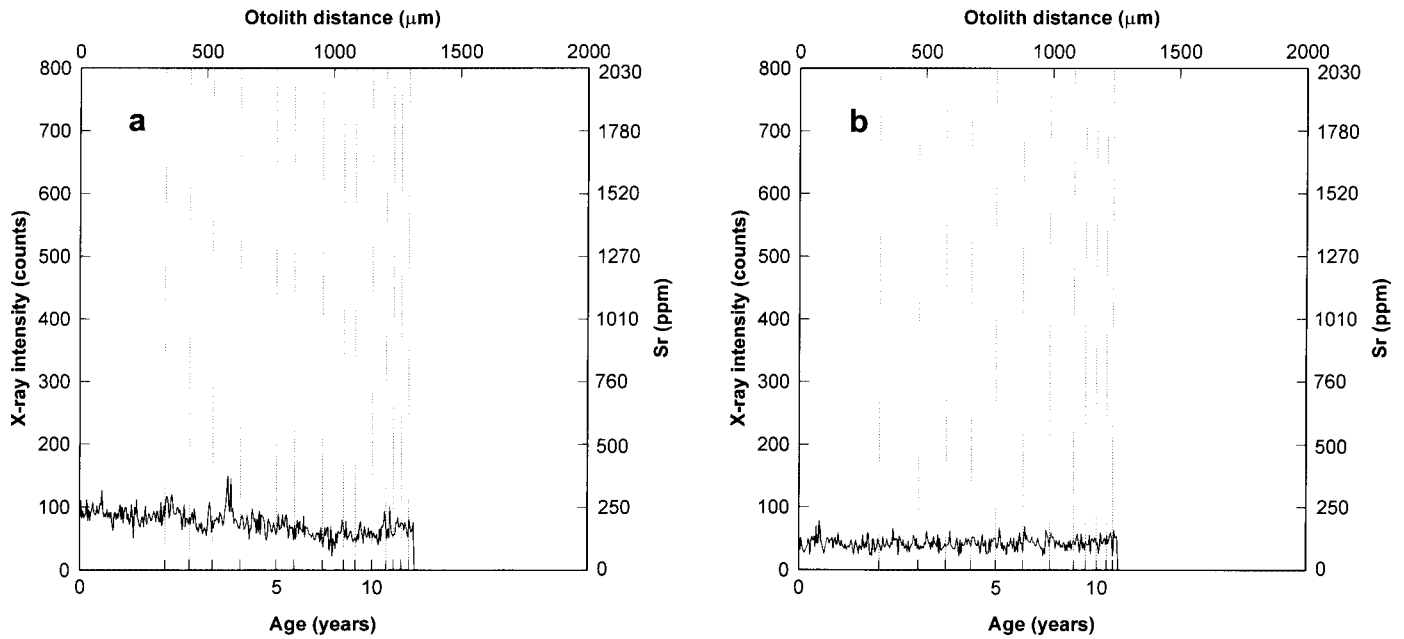 Otolith distance (μm)
0 500 1000 1500 2000
800 700 600 500 400 300 200 100 0
X-ray intensity (counts)
a
2030 1780 1520 1270 1010 760 500 250 0
Sr (ppm)
0 5 10
Age (years)
Otolith distance (μm)
0 500 1000 1500 2000
800 700 600 500 400 300 200 100 0
X-ray intensity (counts)
b
2030 1780 1520 1270 1010 760 500 250 0
Sr (ppm)
0 5 10
Age (years)